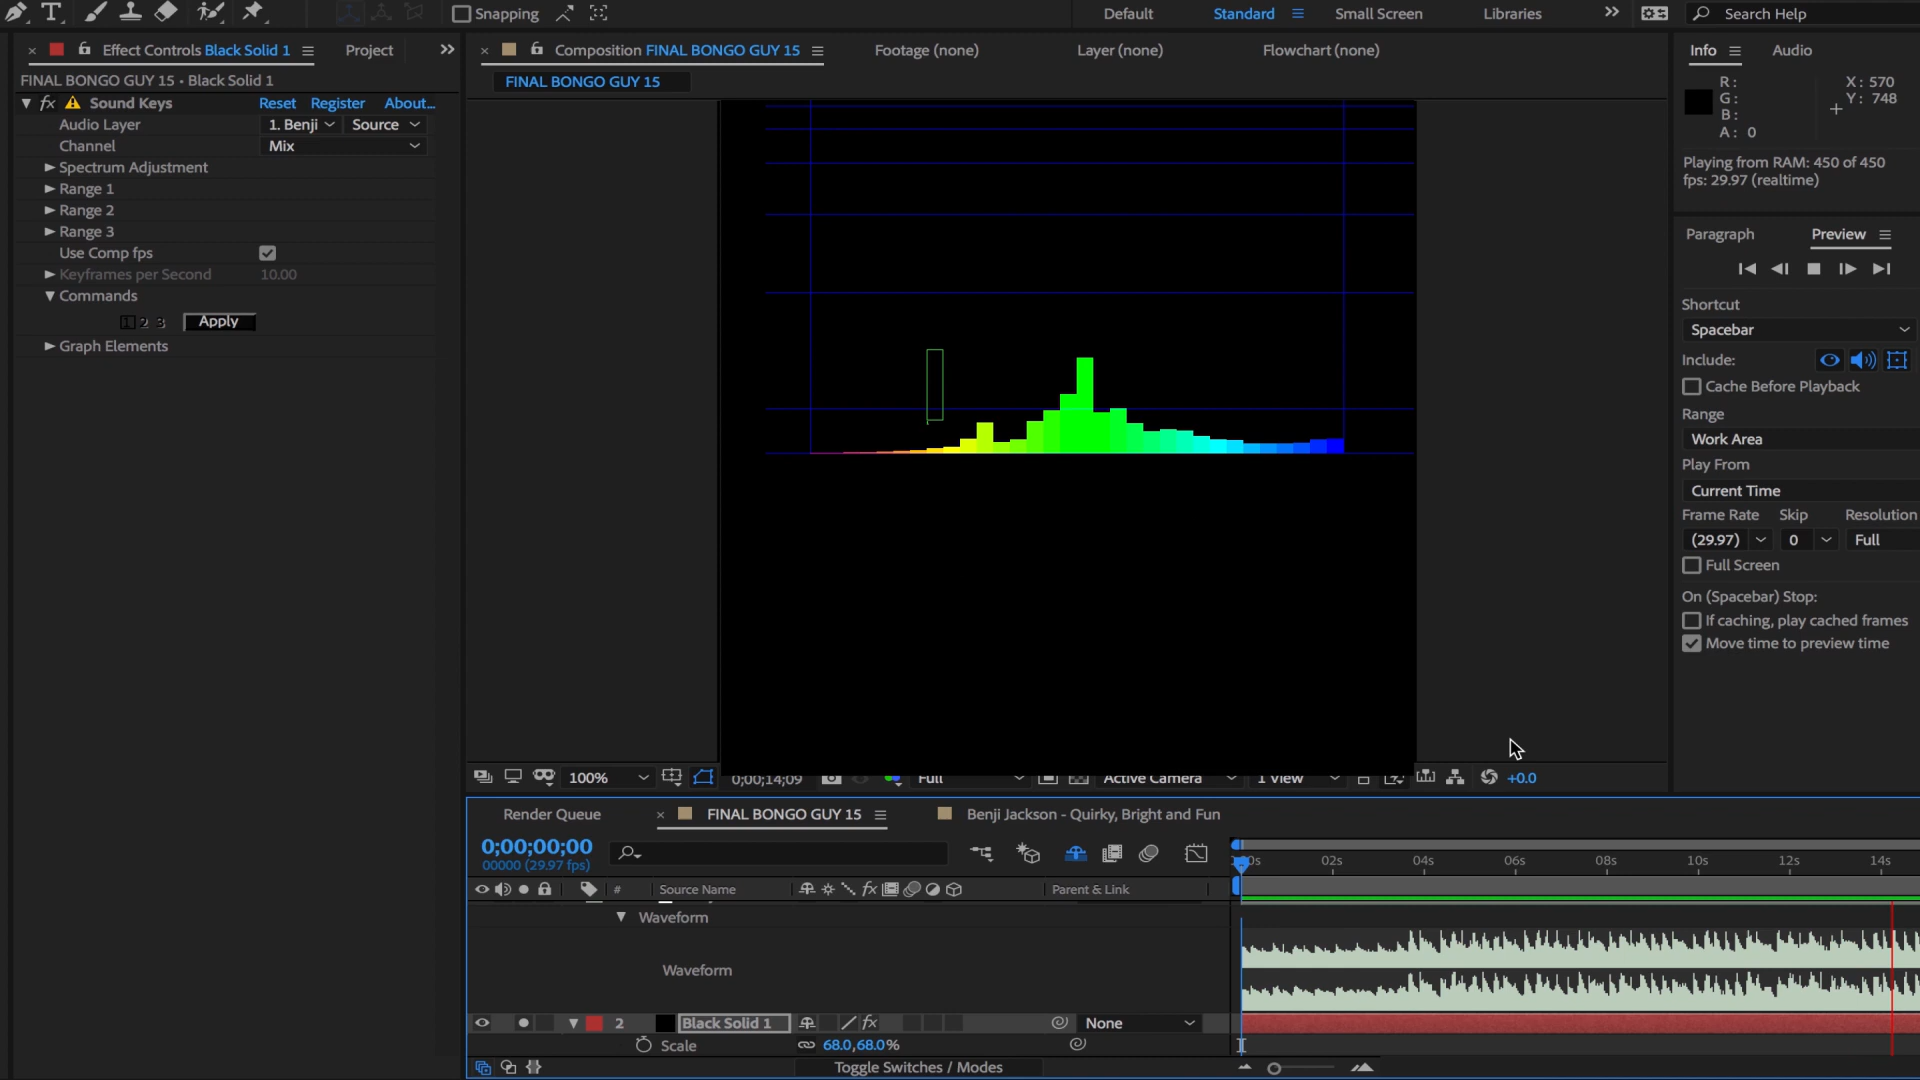 Snapping
Default
Standard
Small Screen
Libraries
Search Help
Effect Controls Black Solid 1
Project
Composition FINAL BONGO GUY 15
Footage (none)
Layer (none)
Flowchart (none)
Info
Audio
FINAL BONGO GUY 15 • Black Solid 1
FINAL BONGO GUY 15
fx Sound Keys
Reset
Register
About...
Audio Layer
1. Benji
Source
Channel
Mix
Spectrum Adjustment
Range 1
Range 2
Range 3
Use Comp fps
Keyframes per Second
10.00
Commands
1 2 3
Apply
Graph Elements
R:
G:
B:
A: 0
X: 570
Y: 748
Playing from RAM: 450 of 450
fps: 29.97 (realtime)
Paragraph
Preview
Shortcut
Spacebar
Include:
Cache Before Playback
Range
Work Area
Play From
Current Time
Frame Rate
Skip
Resolution
(29.97)
0
Full
Full Screen
On (Spacebar) Stop:
If caching, play cached frames
Move time to preview time
100%
0;00;14;09
Full
Active Camera
1 View
+0.0
Render Queue
FINAL BONGO GUY 15
Benji Jackson - Quirky, Bright and Fun
0;00;00;00
00000 (29.97 fps)
02s
04s
06s
08s
10s
12s
14s
#
Source Name
fx
Parent & Link
Waveform
Waveform
2
Black Solid 1
fx
None
Scale
68.0,68.0%
Toggle Switches / Modes